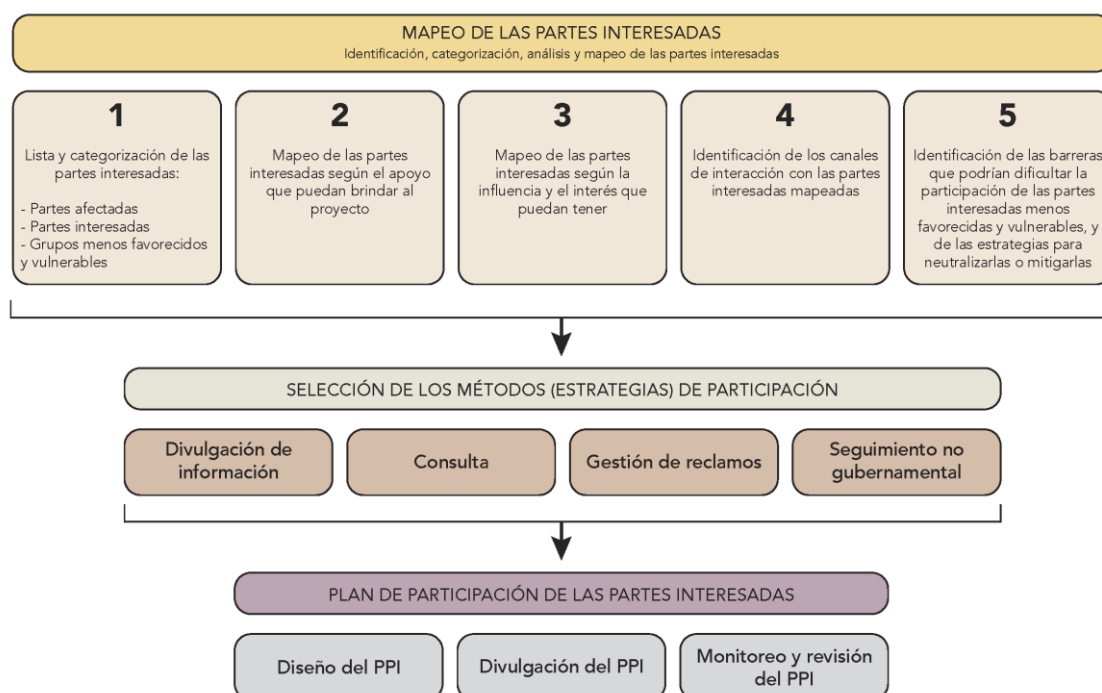 MAPEO DE LAS PARTES INTERESADAS
Identificación, categorización, análisis y mapeo de las partes interesadas
1
Lista y categorización de las
partes interesadas:
- Partes afectadas
- Partes interesadas
- Grupos menos favorecidos
y vulnerables
2
Mapeo de las partes
interesadas según el apoyo
que puedan brindar al
proyecto
3
Mapeo de las partes
interesadas según la
influencia y el interés que
puedan tener
4
Identificación de los canales
de interacción con las partes
interesadas mapeadas
5
Identificación de las barreras
que podrían dificultar la
participación de las partes
interesadas menos
favorecidas y vulnerables, y
de las estrategias para
neutralizarlas o mitigarlas
SELECCIÓN DE LOS MÉTODOS (ESTRATEGIAS) DE PARTICIPACIÓN
Divulgación de
información
Consulta
Gestión de reclamos
Seguimiento no
gubernamental
PLAN DE PARTICIPACIÓN DE LAS PARTES INTERESADAS
Diseño del PPI
Divulgación del PPI
Monitoreo y revisión
del PPI